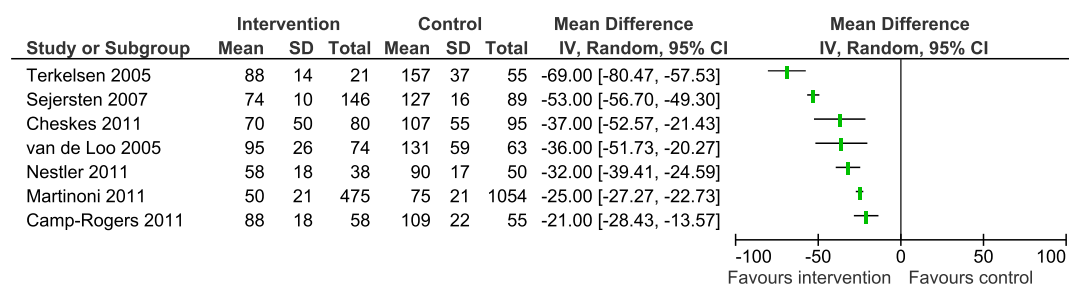 Intervention Control Mean Difference Mean Difference
Study or Subgroup Mean SD Total Mean SD Total IV, Random, 95% CI IV, Random, 95% CI
Terkelsen 2005 88 14 21 157 37 55 -69.00 [-80.47, -57.53]
Sejersten 2007 74 10 146 127 16 89 -53.00 [-56.70, -49.30]
Cheskes 2011 70 50 80 107 55 95 -37.00 [-52.57, -21.43]
van de Loo 2005 95 26 74 131 59 63 -36.00 [-51.73, -20.27]
Nestler 2011 58 18 38 90 17 50 -32.00 [-39.41, -24.59]
Martinoni 2011 50 21 475 75 21 1054 -25.00 [-27.27, -22.73]
Camp-Rogers 2011 88 18 58 109 22 55 -21.00 [-28.43, -13.57]
-100 -50 0 50 100
Favours intervention Favours control